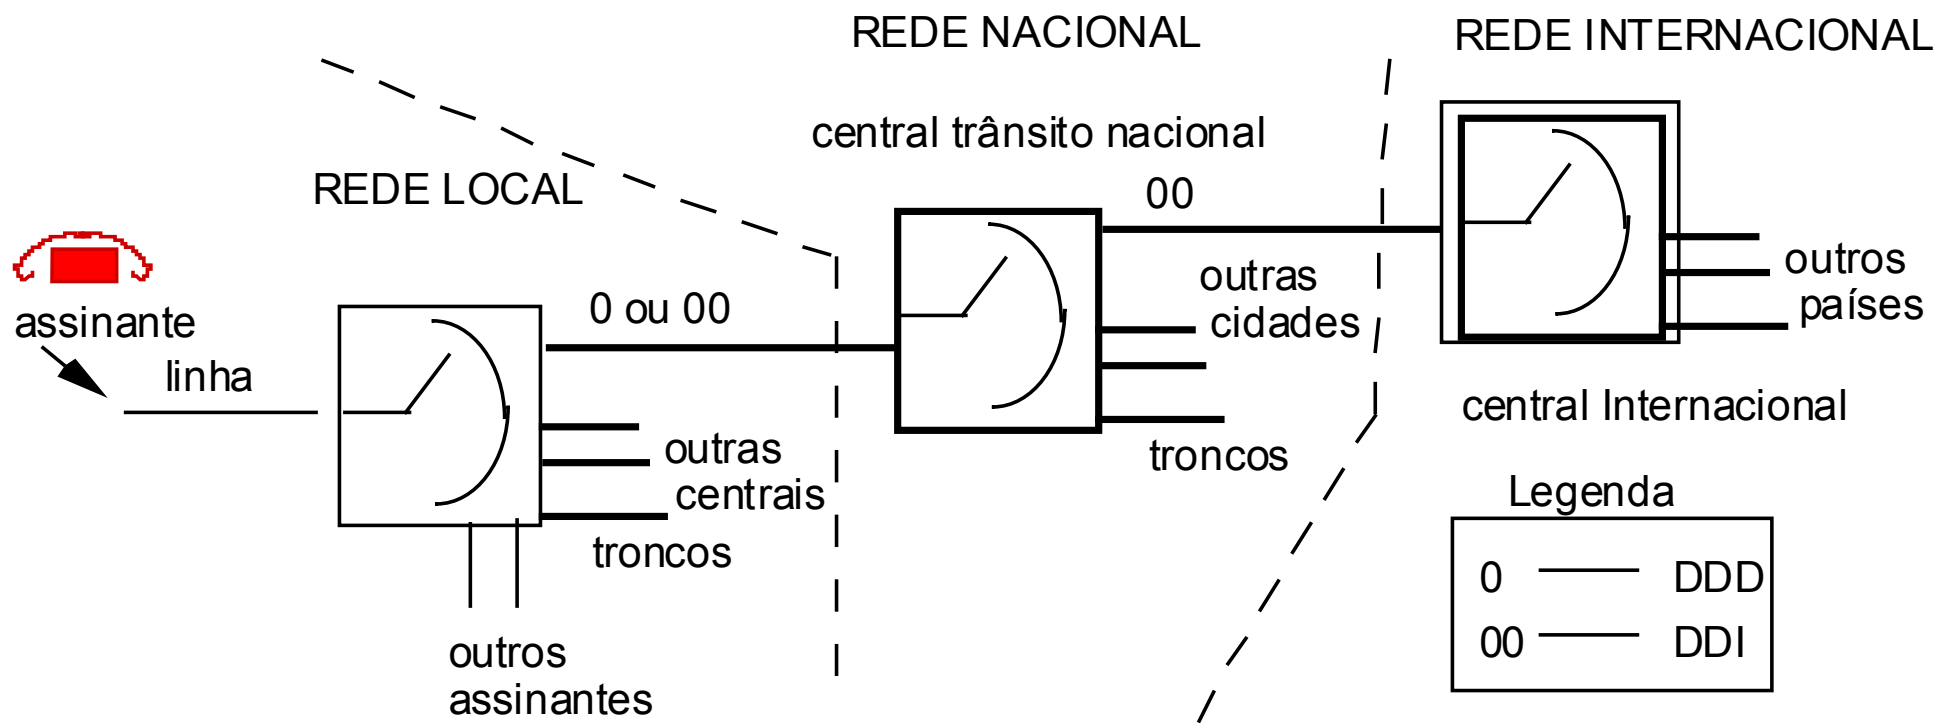 REDE NACIONAL
REDE INTERNACIONAL
central trânsito nacional
REDE LOCAL
00
assinante
linha
0 ou 00
outras
cidades
outros
países
troncos
central Internacional
outras
centrais
troncos
outros
assinantes
Legenda
0 DDD
00 DDI